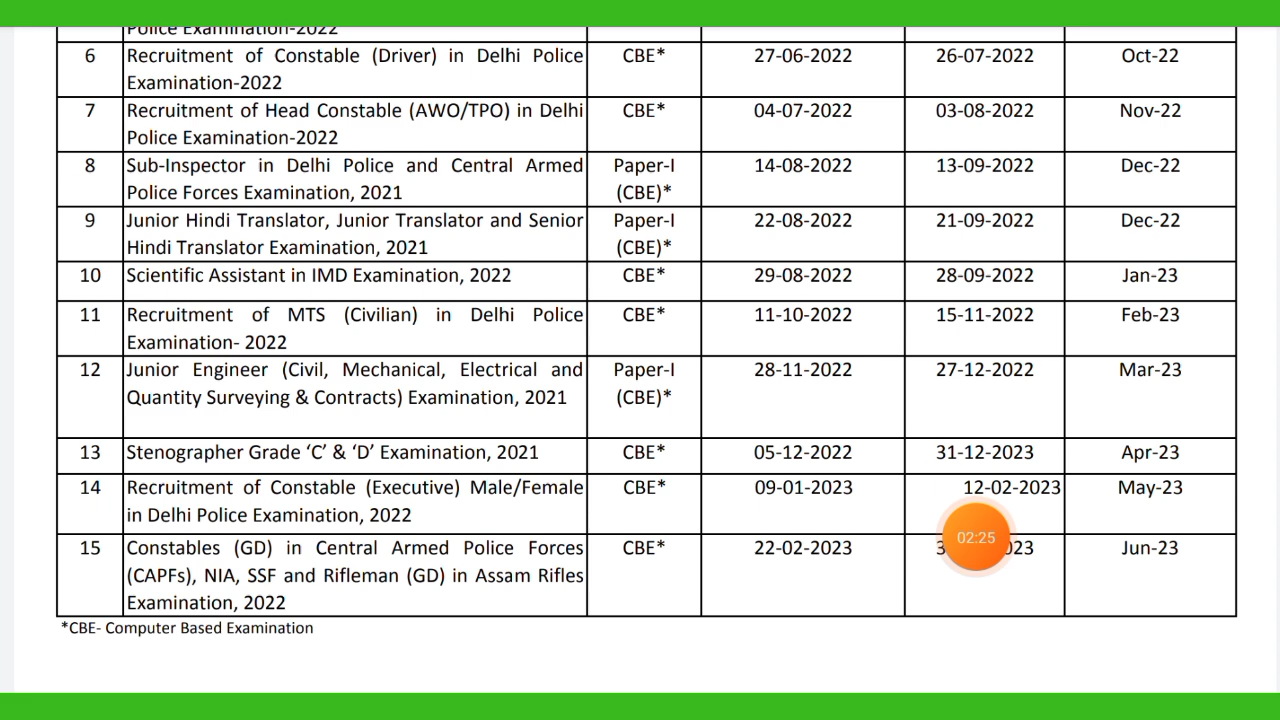 Police Examination-2022
6 Recruitment of Constable (Driver) in Delhi Police CBE* 27-06-2022 26-07-2022 Oct-22
Examination-2022
7 Recruitment of Head Constable (AWO/TPO) in Delhi CBE* 04-07-2022 03-08-2022 Nov-22
Police Examination-2022
8 Sub-Inspector in Delhi Police and Central Armed Paper-I 14-08-2022 13-09-2022 Dec-22
Police Forces Examination, 2021 (CBE)*
9 Junior Hindi Translator, Junior Translator and Senior Paper-I 22-08-2022 21-09-2022 Dec-22
Hindi Translator Examination, 2021 (CBE)*
10 Scientific Assistant in IMD Examination, 2022 CBE* 29-08-2022 28-09-2022 Jan-23
11 Recruitment of MTS (Civilian) in Delhi Police CBE* 11-10-2022 15-11-2022 Feb-23
Examination- 2022
12 Junior Engineer (Civil, Mechanical, Electrical and Paper-I 28-11-2022 27-12-2022 Mar-23
Quantity Surveying & Contracts) Examination, 2021 (CBE)*
13 Stenographer Grade ‘C’ & ‘D’ Examination, 2021 CBE* 05-12-2022 31-12-2023 Apr-23
14 Recruitment of Constable (Executive) Male/Female CBE* 09-01-2023 12-02-2023 May-23
in Delhi Police Examination, 2022
02:25
15 Constables (GD) in Central Armed Police Forces CBE* 22-02-2023 Jun-23
(CAPFs), NIA, SSF and Rifleman (GD) in Assam Rifles
Examination, 2022
*CBE- Computer Based Examination